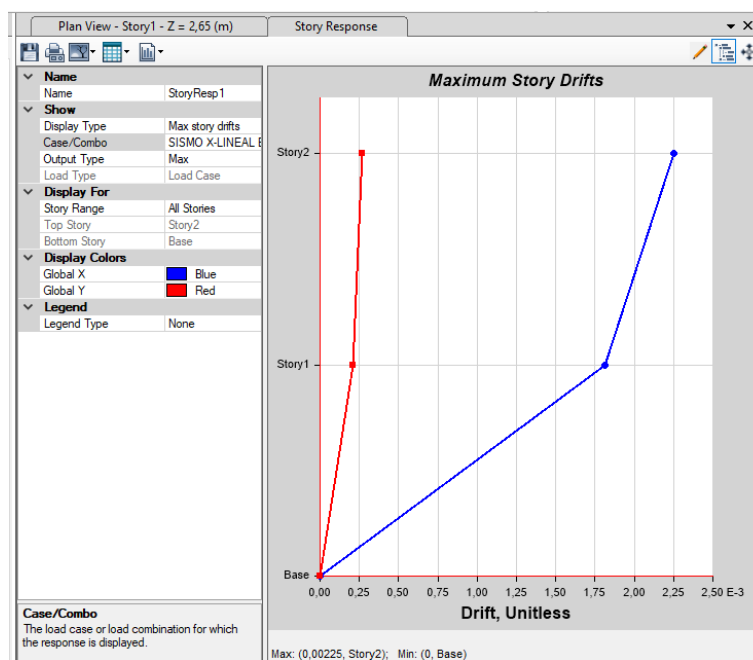 Plan View - Story1 - Z = 2,65 (m)
Story Response
Name
Name StoryResp1
Show
Display Type Max story drifts
Case/Combo SISMO X-LINEAL E
Output Type Max
Load Type Load Case
Display For
Story Range All Stories
Top Story Story2
Bottom Story Base
Display Colors
Global X Blue
Global Y Red
Legend
Legend Type None
Case/Combo
The load case or load combination for which
the response is displayed.
Maximum Story Drifts
Story2
Story1
Base
0,00 0,25 0,50 0,75 1,00 1,25 1,50 1,75 2,00 2,25 2,50 E-3
Drift, Unitless
Max: (0,00225, Story2); Min: (0, Base)